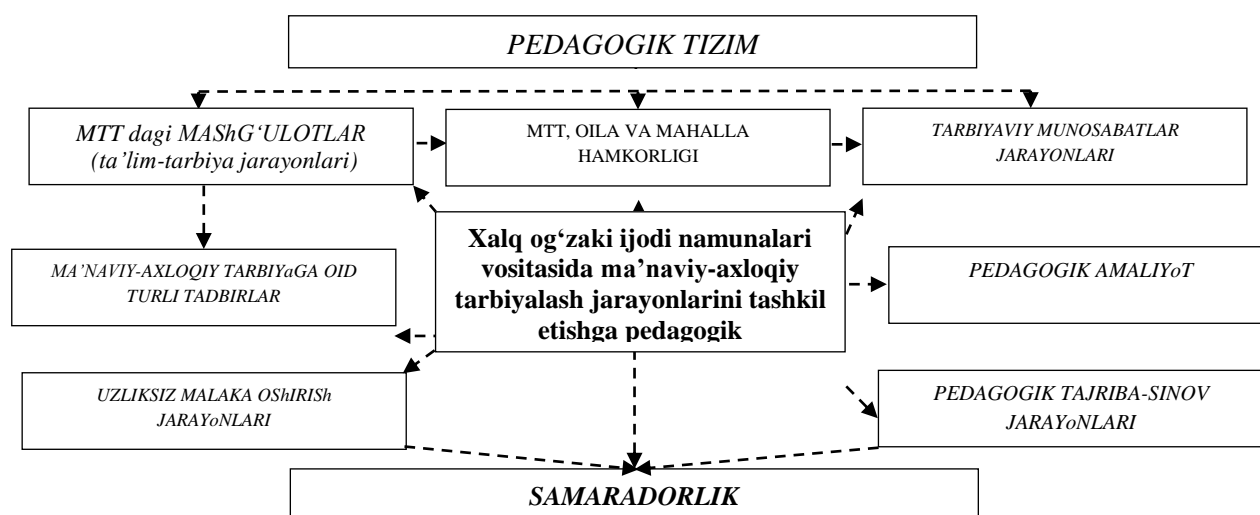 PEDAGOGIK TIZIM
MTT dagi MAShG‘ULOTLAR
(ta’lim-tarbiya jarayonlari)
MTT, OILA VA MAHALLA
HAMKORLIGI
TARBIYAVIY MUNOSABATLAR
JARAYONLARI
Xalq og‘zaki ijodi namunalari
vositasida ma’naviy-axloqiy
tarbiyalash jarayonlarini tashkil
etishga pedagogik
MA’NAVIY-AXLOQIY TARBIYaGA OID
TURLI TADBIRLAR
PEDAGOGIK AMALIYoT
UZLIKSIZ MALAKA OShIRISh
JARAYoNLARI
PEDAGOGIK TAJRIBA-SINOV
JARAYoNLARI
SAMARADORLIK